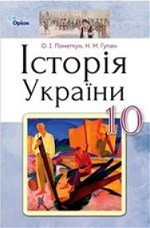 Оріон
О. І. Пометун, Н. М. Гупан
Історія
України
10